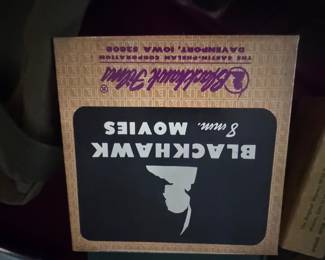 BLACKHAWK
8 mm. MOVIES
Blackhawk Films
®
THE EASTIN-PHELAN CORPORATION
DAVENPORT, IOWA 52808